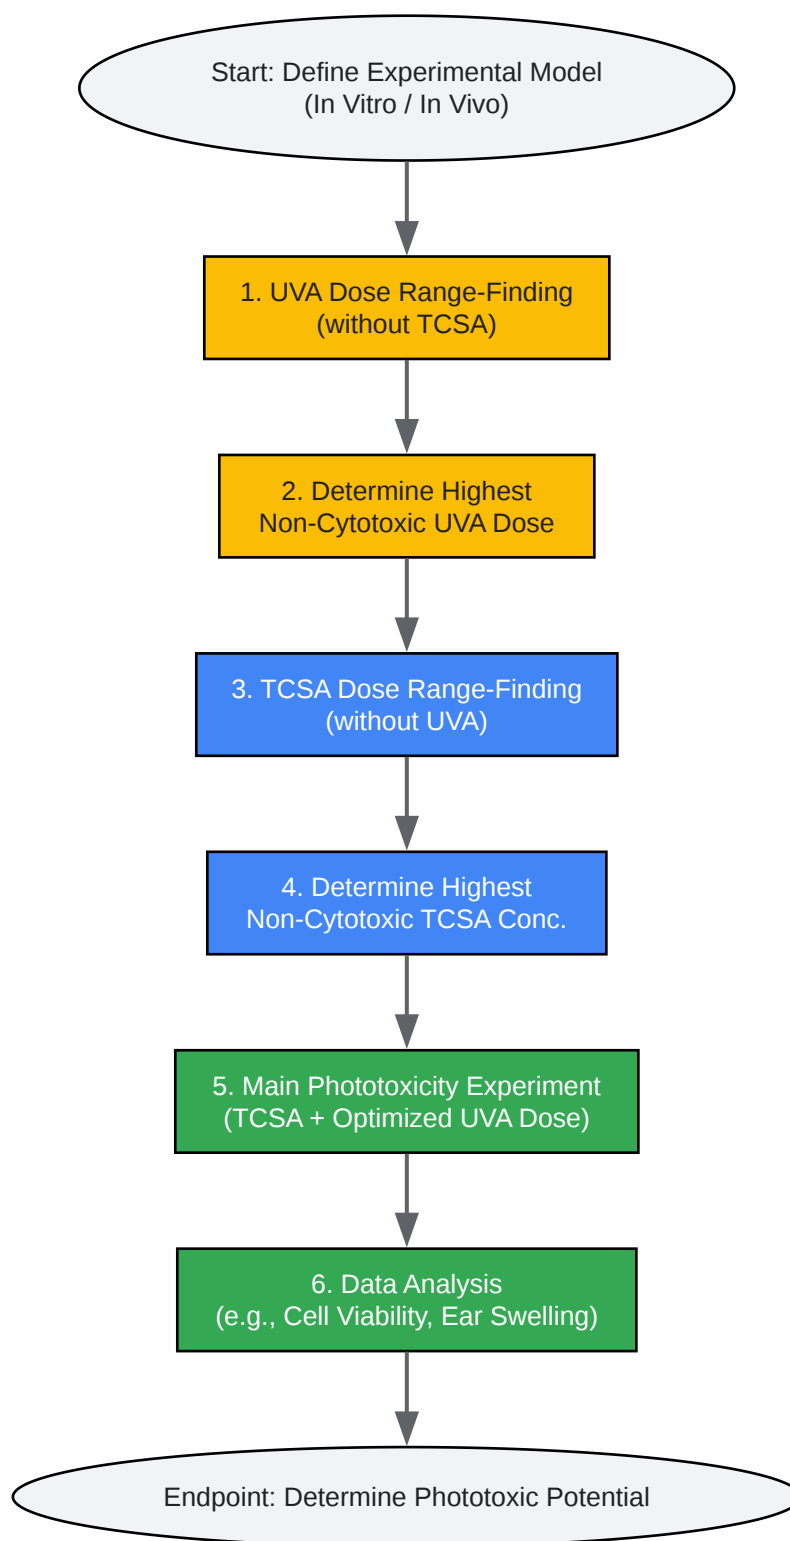 Start: Define Experimental Model
(In Vitro / In Vivo)
1. UVA Dose Range-Finding
(without TCSA)
2. Determine Highest
Non-Cytotoxic UVA Dose
3. TCSA Dose Range-Finding
(without UVA)
4. Determine Highest
Non-Cytotoxic TCSA Conc.
5. Main Phototoxicity Experiment
(TCSA + Optimized UVA Dose)
6. Data Analysis
(e.g., Cell Viability, Ear Swelling)
Endpoint: Determine Phototoxic Potential